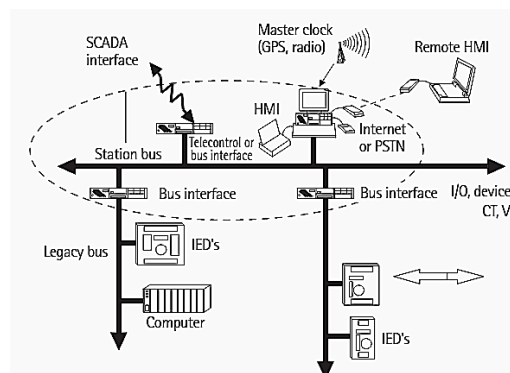 SCADA
interface
Master clock
(GPS, radio)
Remote HMI
HMI
Internet
or PSTN
Telecontrol or
bus interface
Station bus
Bus interface
Bus interface
I/O, device
CT, V
Legacy bus
IED's
Computer
IED's